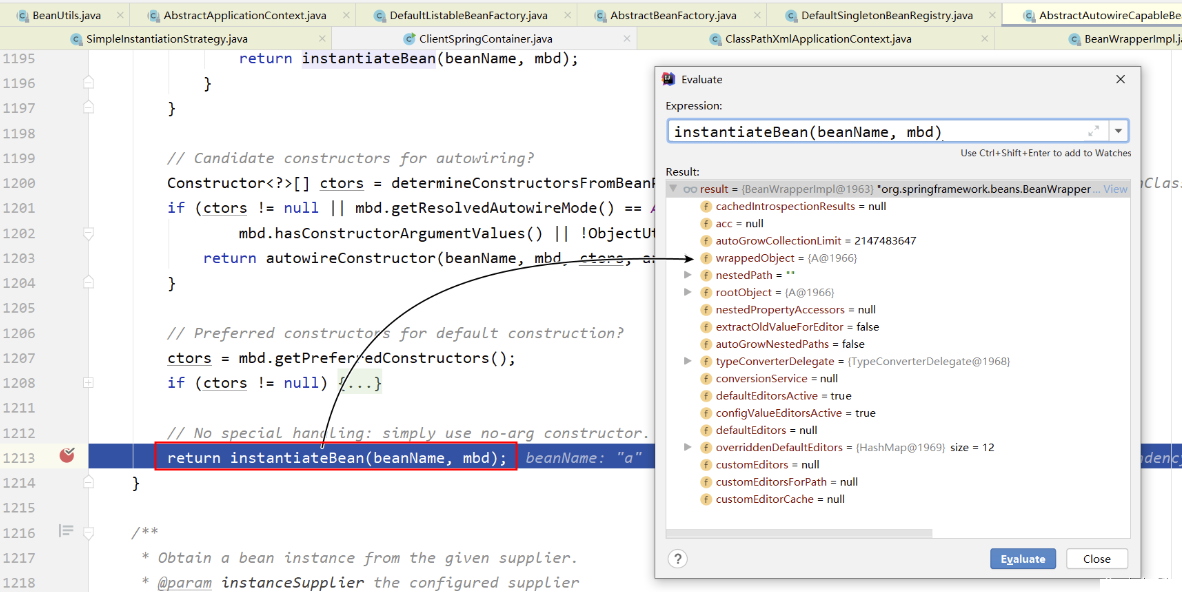 BeanUtils.java
AbstractApplicationContext.java
DefaultListableBeanFactory.java
AbstractBeanFactory.java
DefaultSingletonBeanRegistry.java
AbstractAutowireCapableBe
SimpleInstantiationStrategy.java
ClientSpringContainer.java
ClassPathXmlApplicationContext.java
BeanWrapperImpl.ja
1195 return instantiateBean(beanName, mbd);
1196 }
1197 }
1198
1199 // Candidate constructors for autowiring?
1200 Constructor<?>[] ctors = determineConstructorsFromBeanP
1201 if (ctors != null || mbd.getResolvedAutowireMode() == A
1202 mbd.hasConstructorArgumentValues() || !ObjectUt
1203 return autowireConstructor(beanName, mbd, ctors, ar
1204 }
1205
1206 // Preferred constructors for default construction?
1207 ctors = mbd.getPreferredConstructors();
1208 if (ctors != null) {...}
1211
1212 // No special handling: simply use no-arg constructor.
1213 return instantiateBean(beanName, mbd); beanName: "a"
1214 }
1215
1216 /**
1217 * Obtain a bean instance from the given supplier.
1218 * @param instanceSupplier the configured supplier
nClass
ndency
Evaluate
Expression:
instantiateBean(beanName, mbd)
Use Ctrl+Shift+Enter to add to Watches
Result:
result = {BeanWrapperImpl@1963} "org.springframework.beans.BeanWrapper ... View
cachedIntrospectionResults = null
acc = null
autoGrowCollectionLimit = 2147483647
wrappedObject = {A@1966}
nestedPath = ""
rootObject = {A@1966}
nestedPropertyAccessors = null
extractOldValueForEditor = false
autoGrowNestedPaths = false
typeConverterDelegate = {TypeConverterDelegate@1968}
conversionService = null
defaultEditorsActive = true
configValueEditorsActive = true
defaultEditors = null
overriddenDefaultEditors = {HashMap@1969} size = 12
customEditors = null
customEditorsForPath = null
customEditorCache = null
?
Evaluate
Close